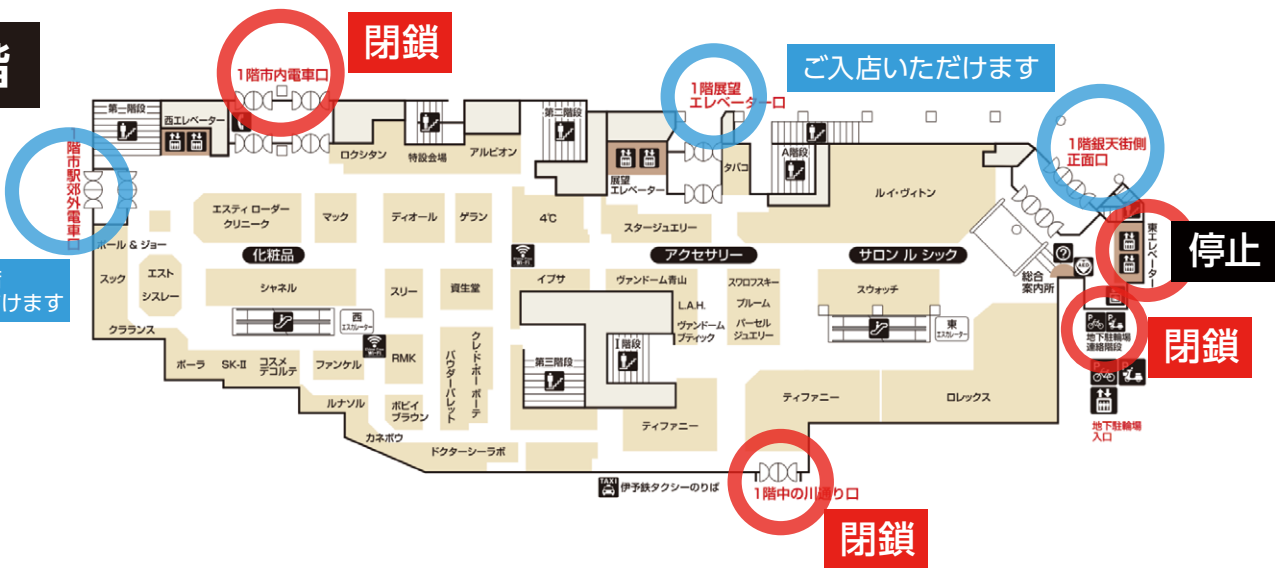 階
閉鎖
ご入店いただけます
1階市内電車口
1階展望
エレベーター口
1階銀天街側
正面口
第一階段
西エレベーター
第二階段
ロクシタン
特設会場
アルビオン
展望
エレベーター
タバコ
A階段
ルイ・ヴィトン
1階市駅郊外電車口
東エレベーター
停止
エスティ ローダー
クリニーク
マック
ディオール
ゲラン
4℃
スタージュエリー
ポール & ジョー
化粧品
アクセサリー
サロン ル シック
総合
案内所
AED
けます
スック
エスト
シスレー
シャネル
スリー
資生堂
イプサ
ヴァンドーム青山
スワロフスキー
スウォッチ
L.A.H.
ブルーム
ヴァンドーム
ブティック
パーセル
ジュエリー
クラランス
西
エスカレーター
東
エスカレーター
地下駐輪場
連絡階段
閉鎖
ポーラ
SK-II
コスメ
デコルテ
ファンケル
RMK
パウダーパレット
クレ・ド・ポー ボーテ
第三階段
I階段
ルナソル
ボビイ
ブラウン
ティファニー
ティファニー
ロレックス
地下駐輪場
入口
カネボウ
ドクターシーラボ
TAXI
伊予鉄タクシーのりば
1階中の川通り口
閉鎖